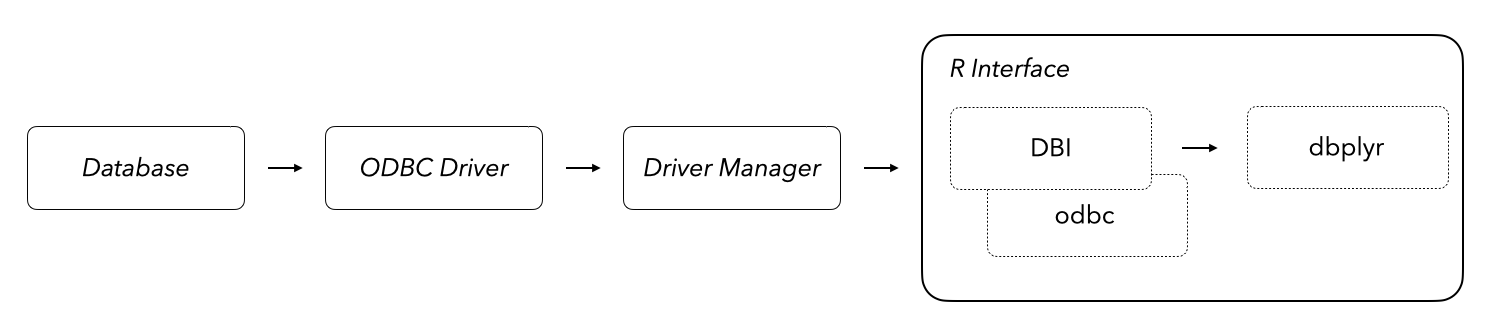 R Interface
Database
ODBC Driver
Driver Manager
DBI
dbplyr
odbc